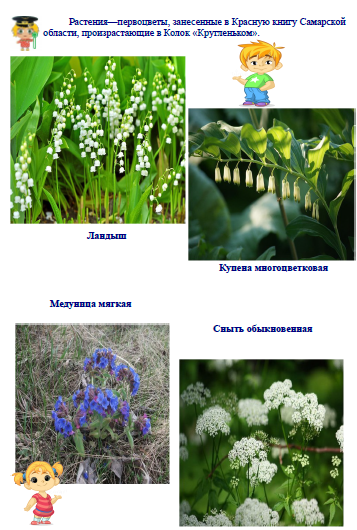 Растения—первоцветы, занесенные в Красную книгу Самарской
области, произрастающие в Колок «Кругленьком».
Ландыш
Купена многоцветковая
Медуница мягкая
Сныть обыкновенная